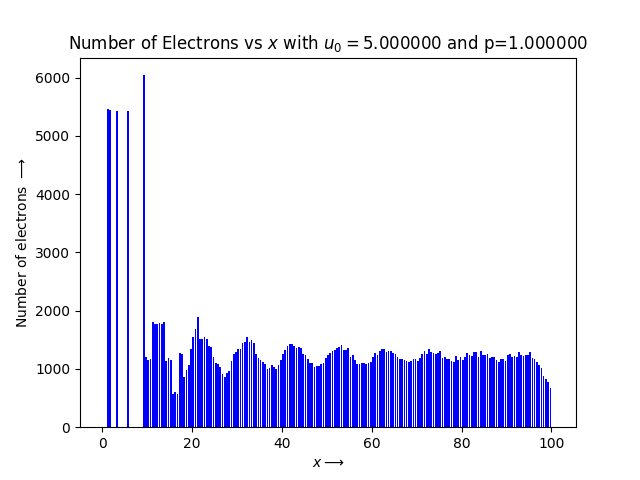 Number of Electrons vs x with u₀ = 5.000000 and p=1.000000
Number of electrons ⟶
6000
5000
4000
3000
2000
1000
0
0 20 40 60 80 100
x ⟶